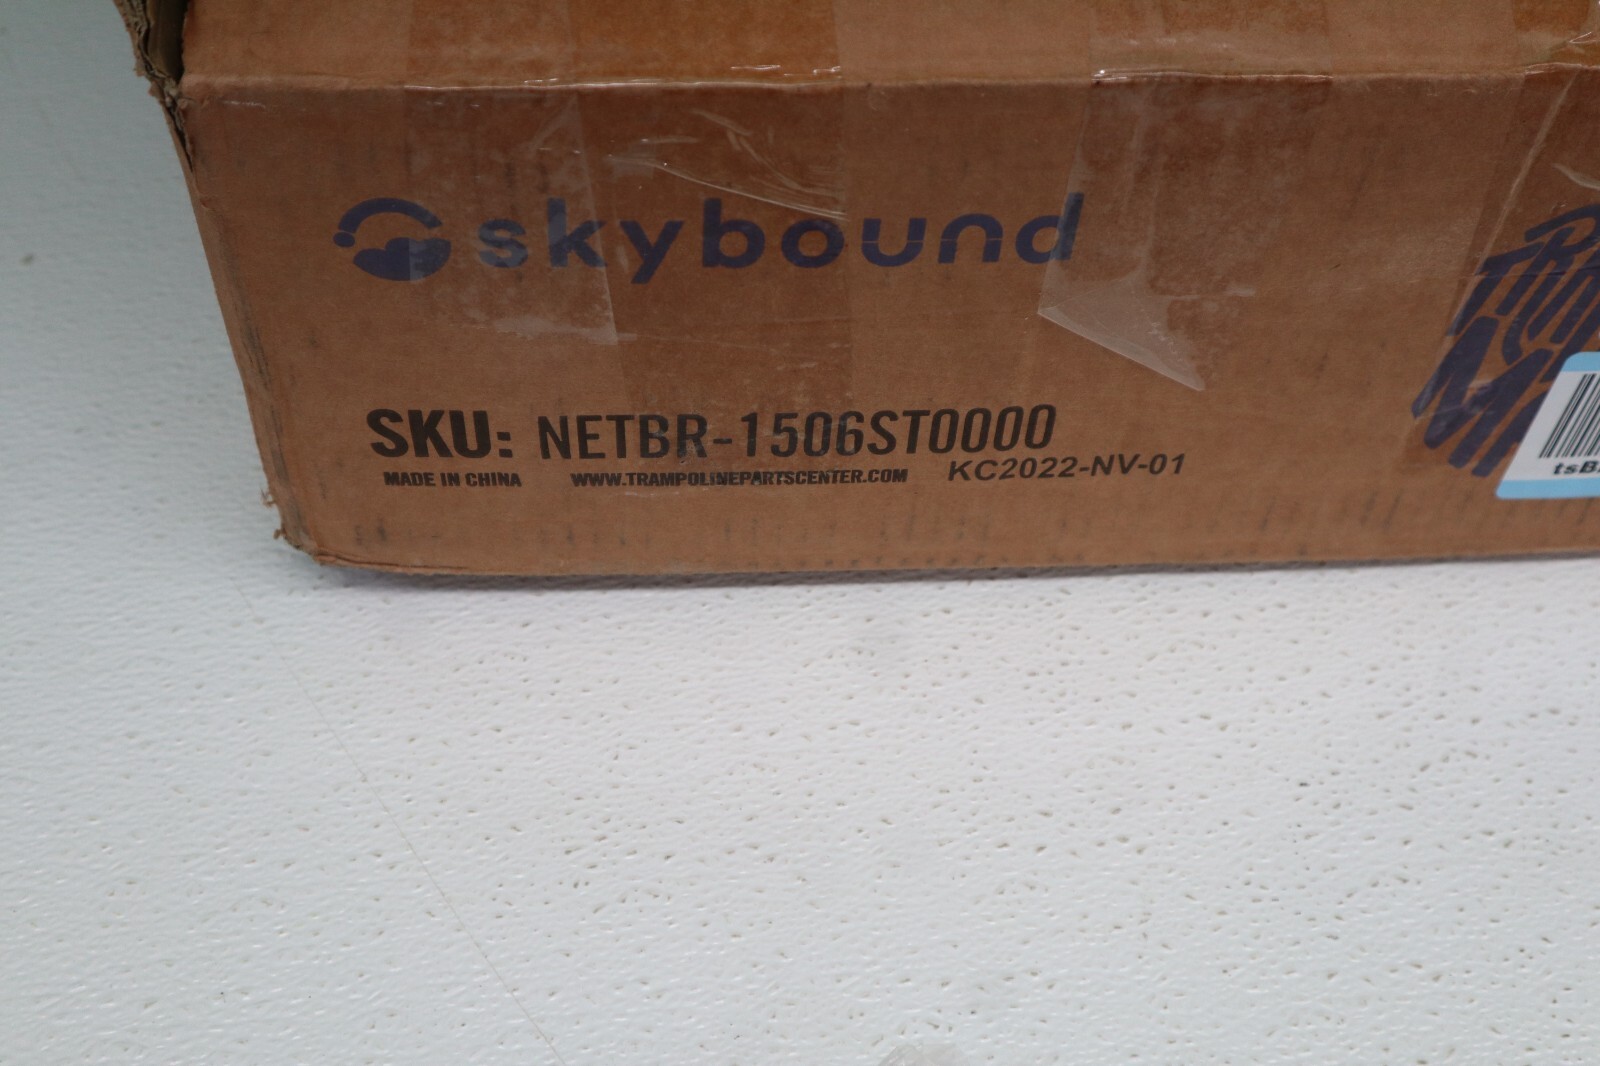 skybound
SKU: NETBR-1506ST0000
MADE IN CHINA WWW.TRAMPOLINEPARTSCENTER.COM KC2022-NV-01